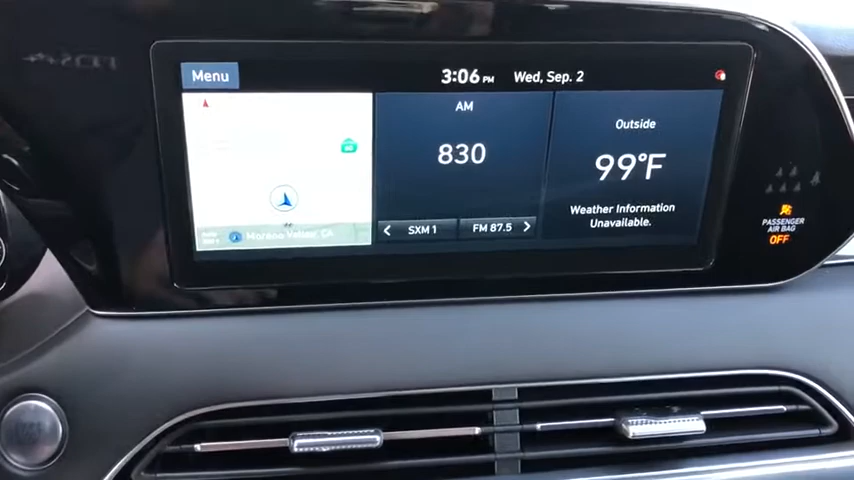 Menu
3:06 PM
Wed, Sep. 2
AM
830
SXM 1
FM 87.5
Moreno Valley, CA
Outside
99°F
Weather Information
Unavailable.
PASSENGER
AIR BAG
OFF